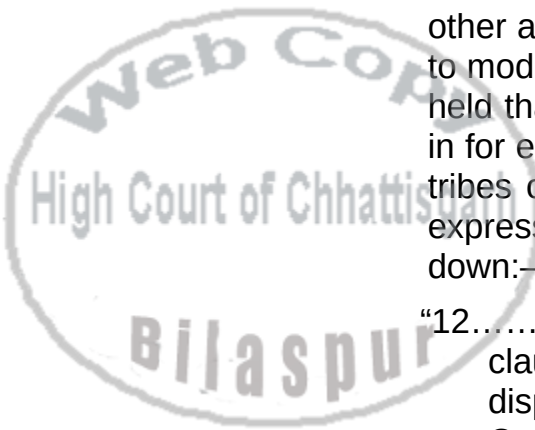 Web Copy
High Court of Chhattisgarh
Bilaspur
other a
to mod
held tha
in for e
tribes o
express
down:–
“12……
clau
disp